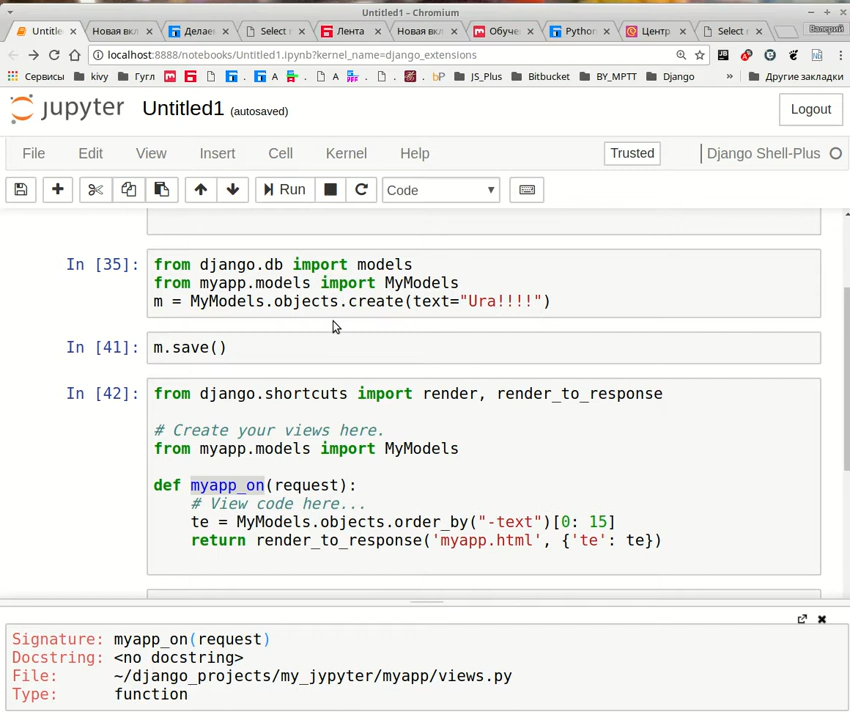 Untitled1 - Chromium
Untitle
Новая вкл
Делае
Select
Лента
Новая вкл
Обуче
Python
Центр
Select
Валерий
localhost:8888/notebooks/Untitled1.ipynb?kernel_name=django_extensions
Сервисы
kivy
Гугл
A
A
bP
JS_Plus
Bitbucket
BY_MPTT
Django
»
Другие закладки
jupyter Untitled1 (autosaved)
Logout
File Edit View Insert Cell Kernel Help
Trusted
Django Shell-Plus
Run
Code
In [35]:
from django.db import models
from myapp.models import MyModels
m = MyModels.objects.create(text="Ura!!!!")
In [41]:
m.save()
In [42]:
from django.shortcuts import render, render_to_response
# Create your views here.
from myapp.models import MyModels
def myapp_on(request):
# View code here...
te = MyModels.objects.order_by("-text")[0: 15]
return render_to_response('myapp.html', {'te': te})
Signature: myapp_on(request)
Docstring: <no docstring>
File: ~/django_projects/my_jypyter/myapp/views.py
Type: function